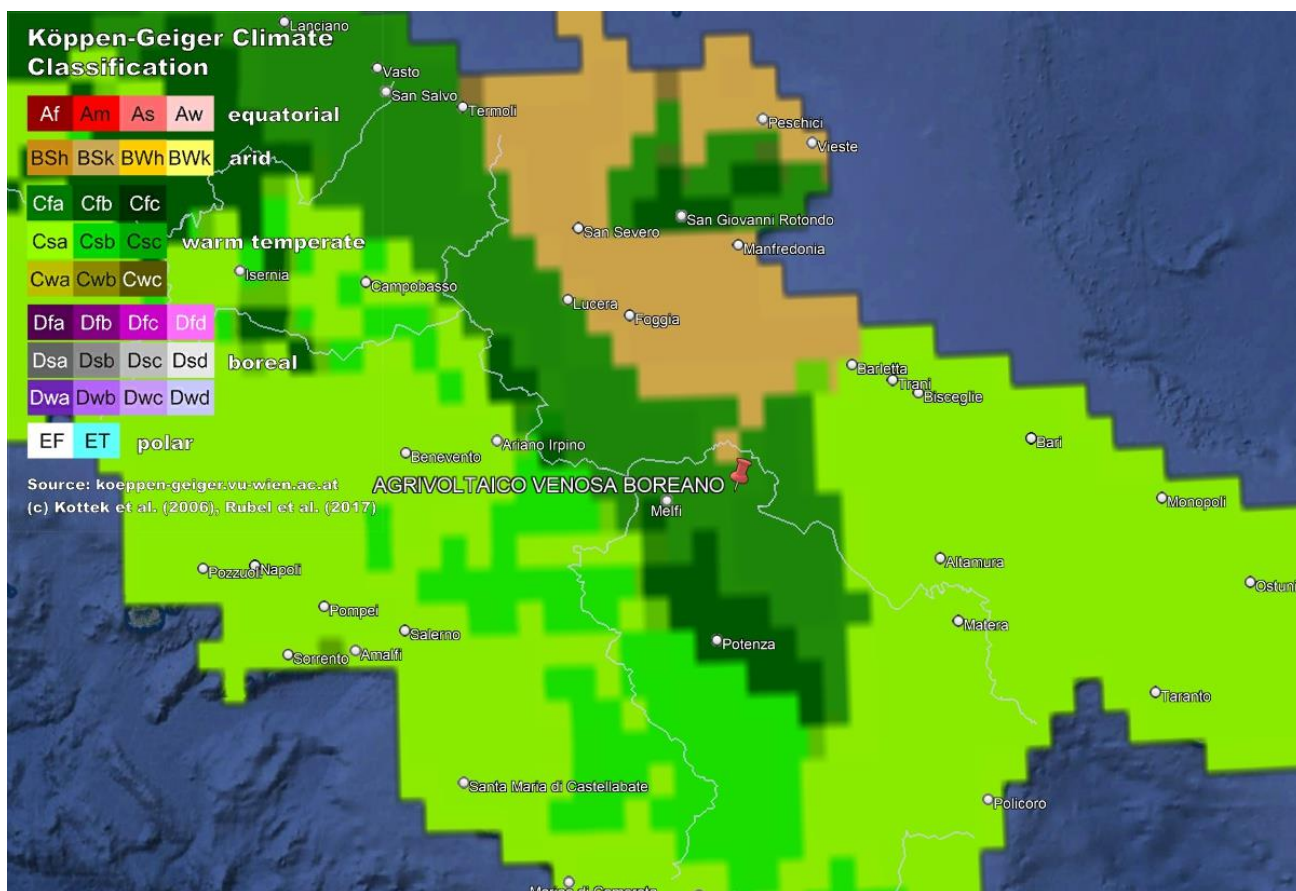 Köppen-Geiger Climate
Classification
Af Am As Aw equatorial
BSh BSk BWh BWk arid
Cfa Cfb Cfc
Csa Csb Csc warm temperate
Cwa Cwb Cwc
Dfa Dfb Dfc Dfd
Dsa Dsb Dsc Dsd boreal
Dwa Dwb Dwc Dwd
EF ET polar
Source: koeppen-geiger.vu-wien.ac.at
(c) Kottek et al. (2006), Rubel et al. (2017)
Lanciano
Vasto
San Salvo
Termoli
Peschici
Vieste
San Giovanni Rotondo
San Severo
Manfredonia
Isernia
Campobasso
Lucera
Foggia
Barletta
Trani
Bisceglie
Bari
Ariano Irpino
Benevento
AGRIVOLTAICO VENOSA BOREANO
Melfi
Monopoli
Altamura
Pozzuoli
Napoli
Ostuni
Pompei
Matera
Salerno
Potenza
Sorrento
Amalfi
Taranto
Santa Maria di Castellabate
Policoro